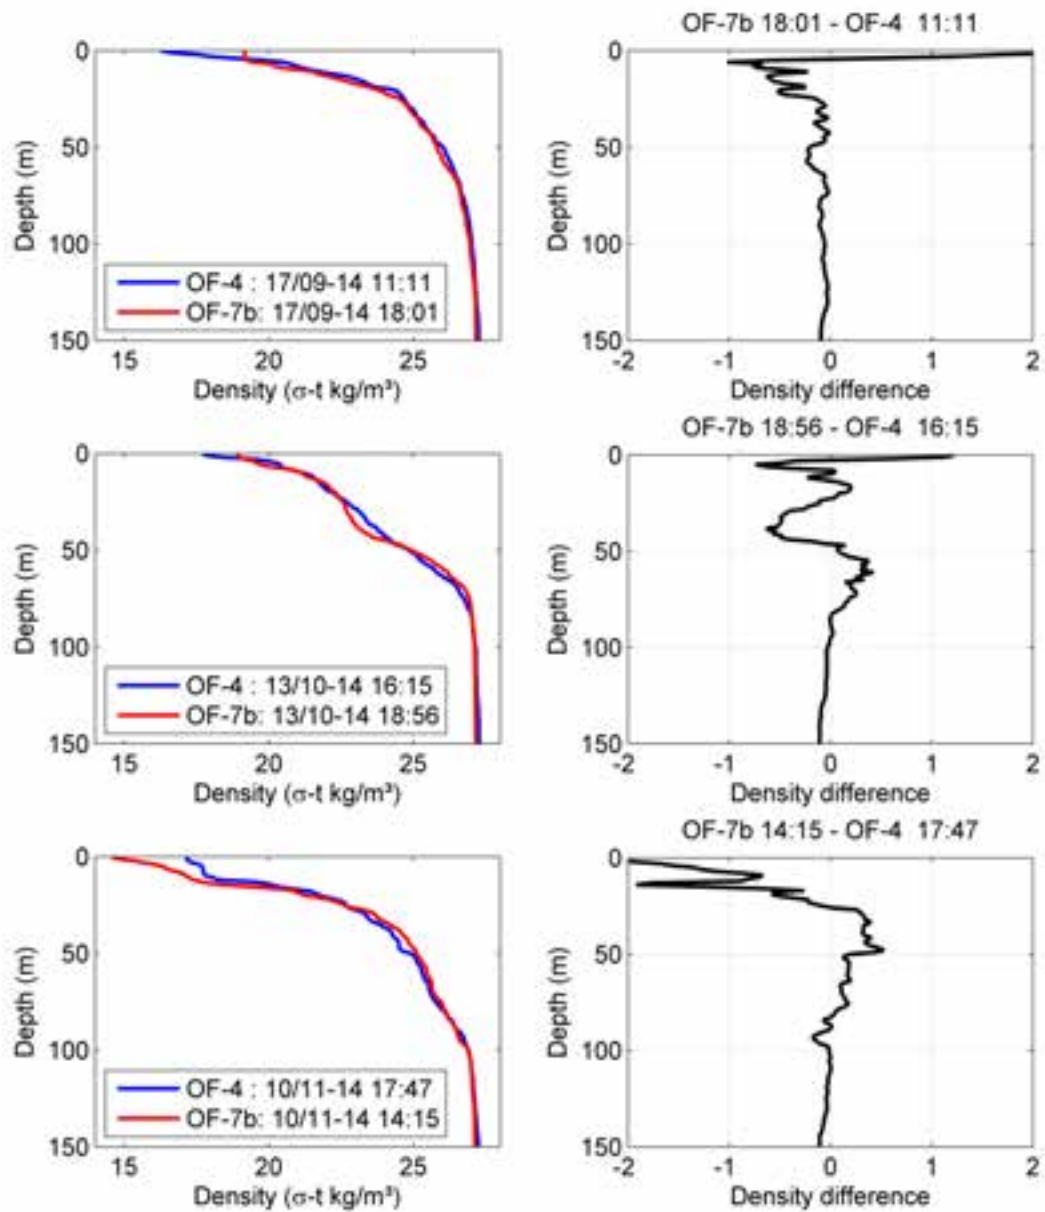 OF-7b 18:01 - OF-4 11:11
0
50
100
150
Depth (m)
OF-4 : 17/09-14 11:11
OF-7b: 17/09-14 18:01
15 20 25
Density (σ-t kg/m³)
0
50
100
150
Depth (m)
-2 -1 0 1 2
Density difference
OF-7b 18:56 - OF-4 16:15
0
50
100
150
Depth (m)
OF-4 : 13/10-14 16:15
OF-7b: 13/10-14 18:56
15 20 25
Density (σ-t kg/m³)
0
50
100
150
Depth (m)
-2 -1 0 1 2
Density difference
OF-7b 14:15 - OF-4 17:47
0
50
100
150
Depth (m)
OF-4 : 10/11-14 17:47
OF-7b: 10/11-14 14:15
15 20 25
Density (σ-t kg/m³)
0
50
100
150
Depth (m)
-2 -1 0 1 2
Density difference